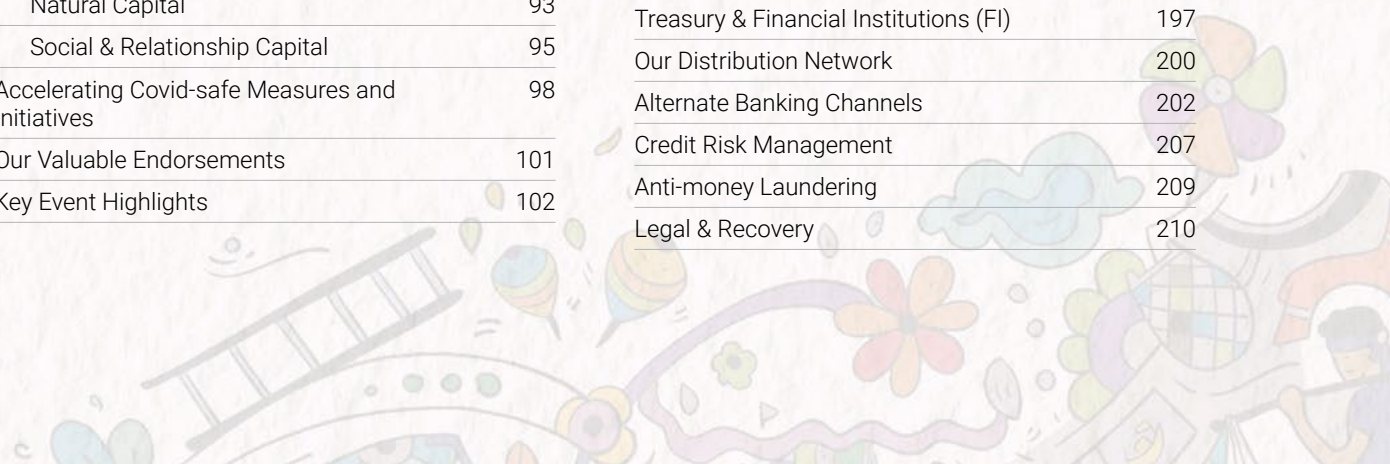 Natural Capital 93
Social & Relationship Capital 95
Accelerating Covid-safe Measures and 98
Initiatives
Our Valuable Endorsements 101
Key Event Highlights 102
Treasury & Financial Institutions (FI) 197
Our Distribution Network 200
Alternate Banking Channels 202
Credit Risk Management 207
Anti-money Laundering 209
Legal & Recovery 210